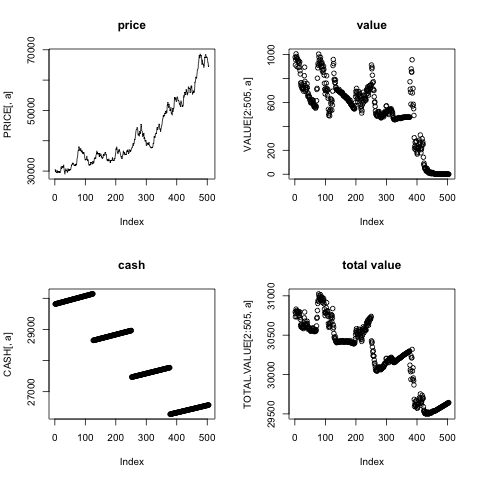 price
PRICE[, a]
30000 50000 70000
0 100 200 300 400 500
Index
value
VALUE[2:505, a]
0 200 600 1000
0 100 200 300 400 500
Index
cash
CASH[, a]
27000 29000
0 100 200 300 400 500
Index
total value
TOTAL.VALUE[2:505, a]
29500 30000 30500 31000
0 100 200 300 400 500
Index